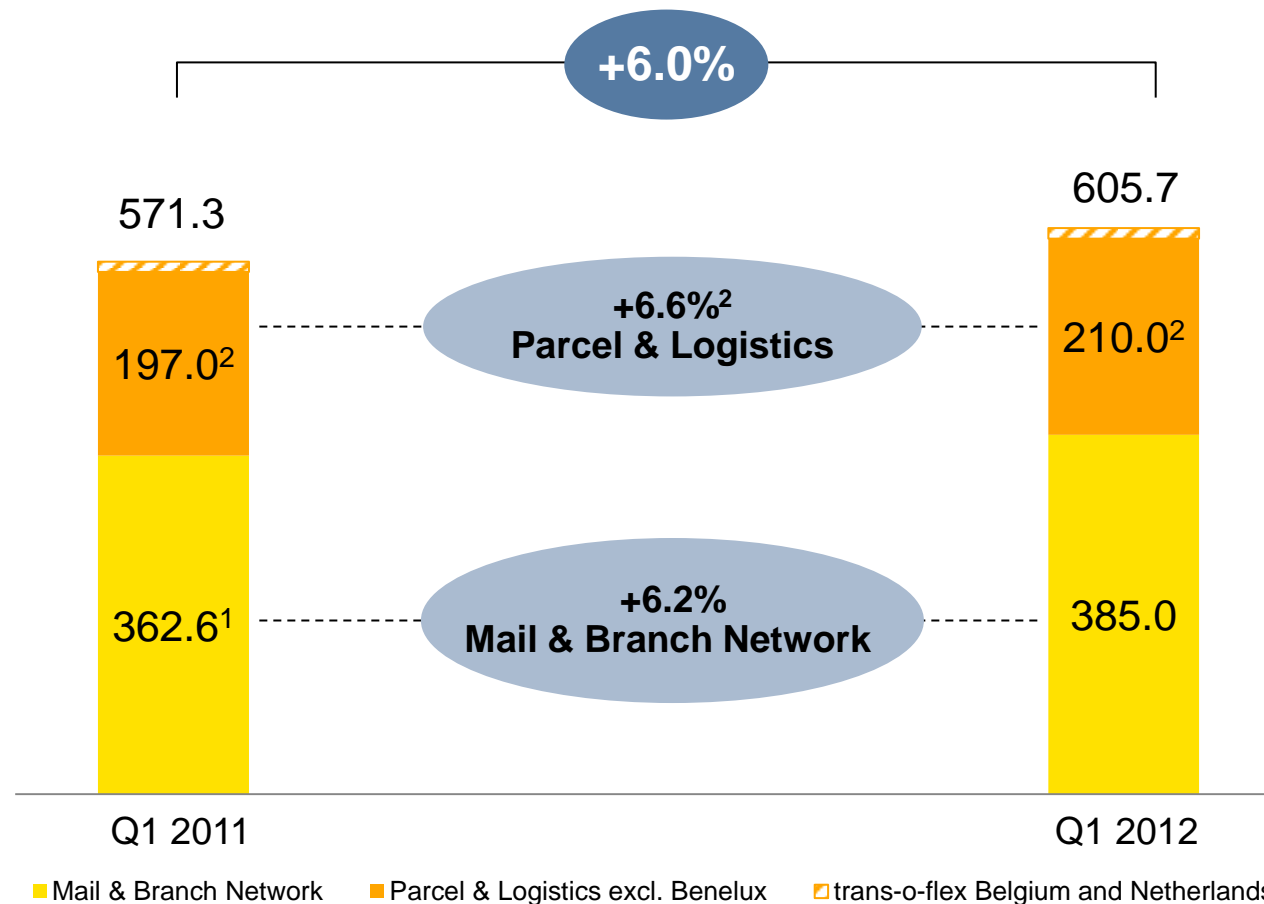 +6.0%
571.3
605.7
+6.6%²
Parcel & Logistics
197.0²
210.0²
+6.2%
Mail & Branch Network
362.6¹
385.0
Q1 2011
Q1 2012
Mail & Branch Network
Parcel & Logistics excl. Benelux
trans-o-flex Belgium and Netherlands